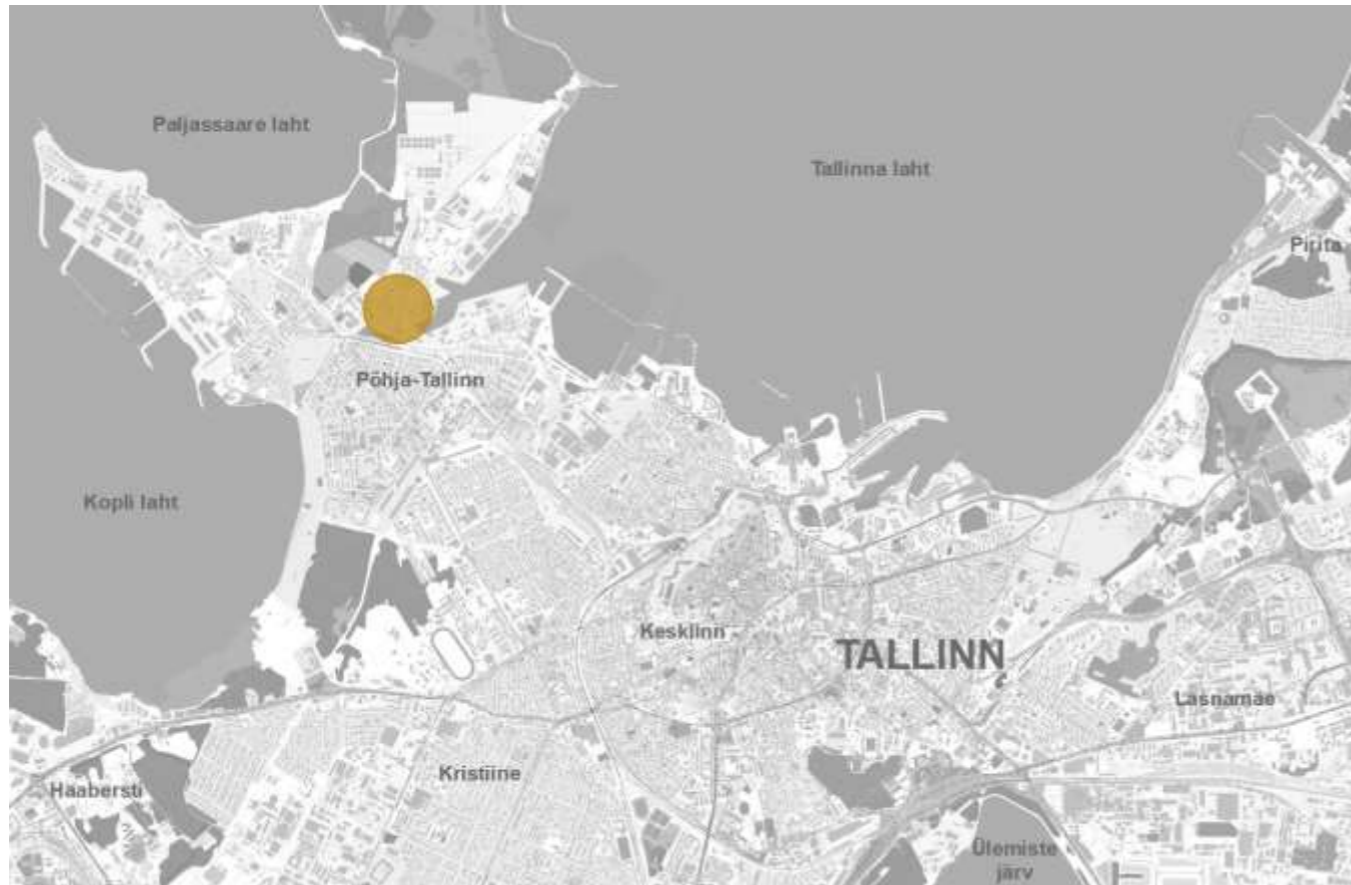 Paljassaare laht
Tallinna laht
Pirita
Põhja-Tallinn
Kopli laht
Kesklinn
TALLINN
Lasnamäe
Kristiine
Haabersti
Ülemiste
järv